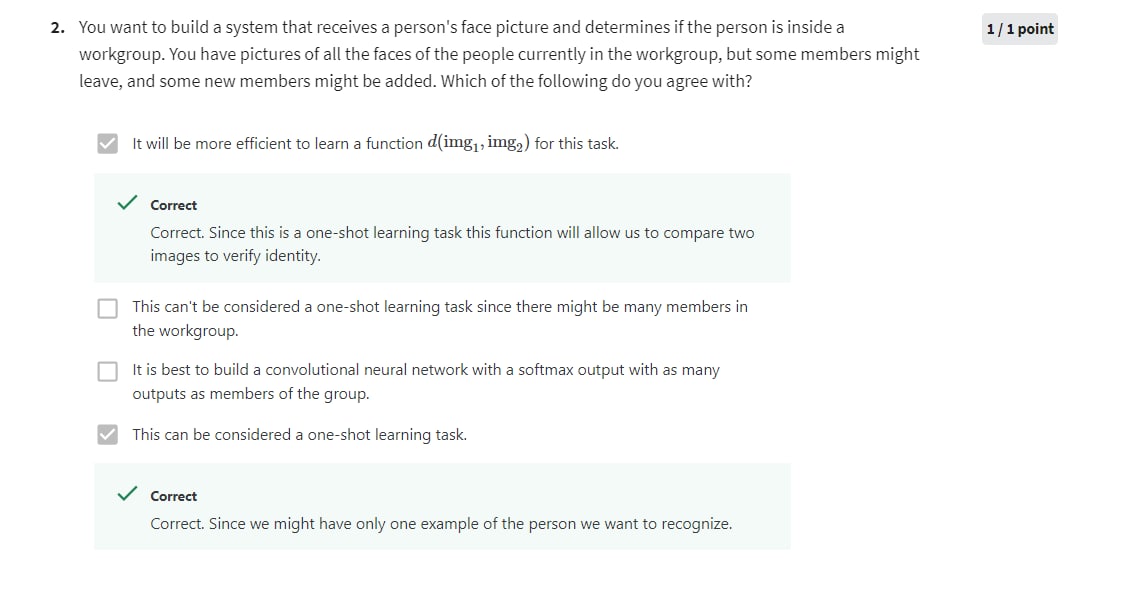 2. You want to build a system that receives a person's face picture and determines if the person is inside a
1 / 1 point
workgroup. You have pictures of all the faces of the people currently in the workgroup, but some members might
leave, and some new members might be added. Which of the following do you agree with?
It will be more efficient to learn a function d(img₁, img₂) for this task.
Correct
Correct. Since this is a one-shot learning task this function will allow us to compare two
images to verify identity.
This can't be considered a one-shot learning task since there might be many members in
the workgroup.
It is best to build a convolutional neural network with a softmax output with as many
outputs as members of the group.
This can be considered a one-shot learning task.
Correct
Correct. Since we might have only one example of the person we want to recognize.